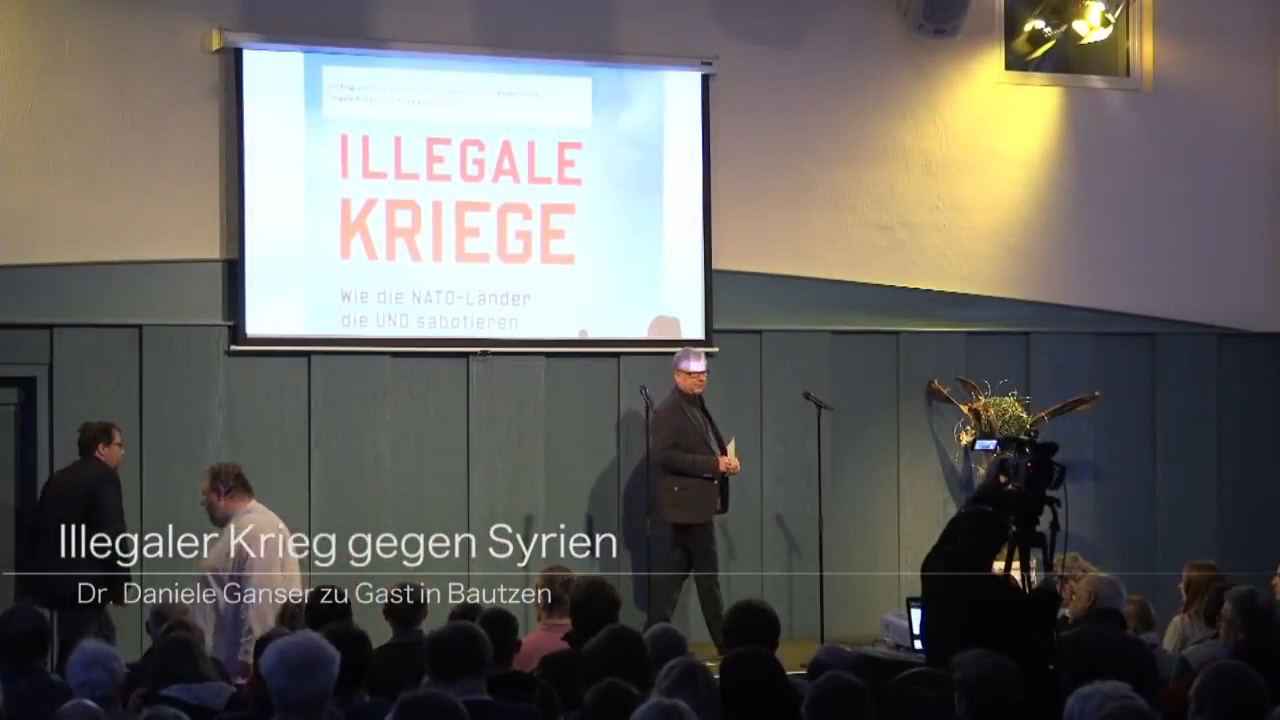 ILLEGALE
KRIEGE
Wie die NATO-Länder
die UNO sabotieren
Illegaler Krieg gegen Syrien
Dr. Daniele Ganser zu Gast in Bautzen